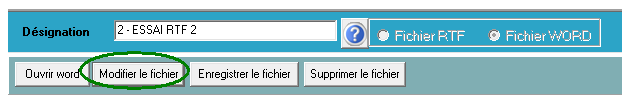 Désignation 2 - ESSAI RTF 2 ? Fichier RTF Fichier WORD
Ouvrir word Modifier le fichier Enregistrer le fichier Supprimer le fichier